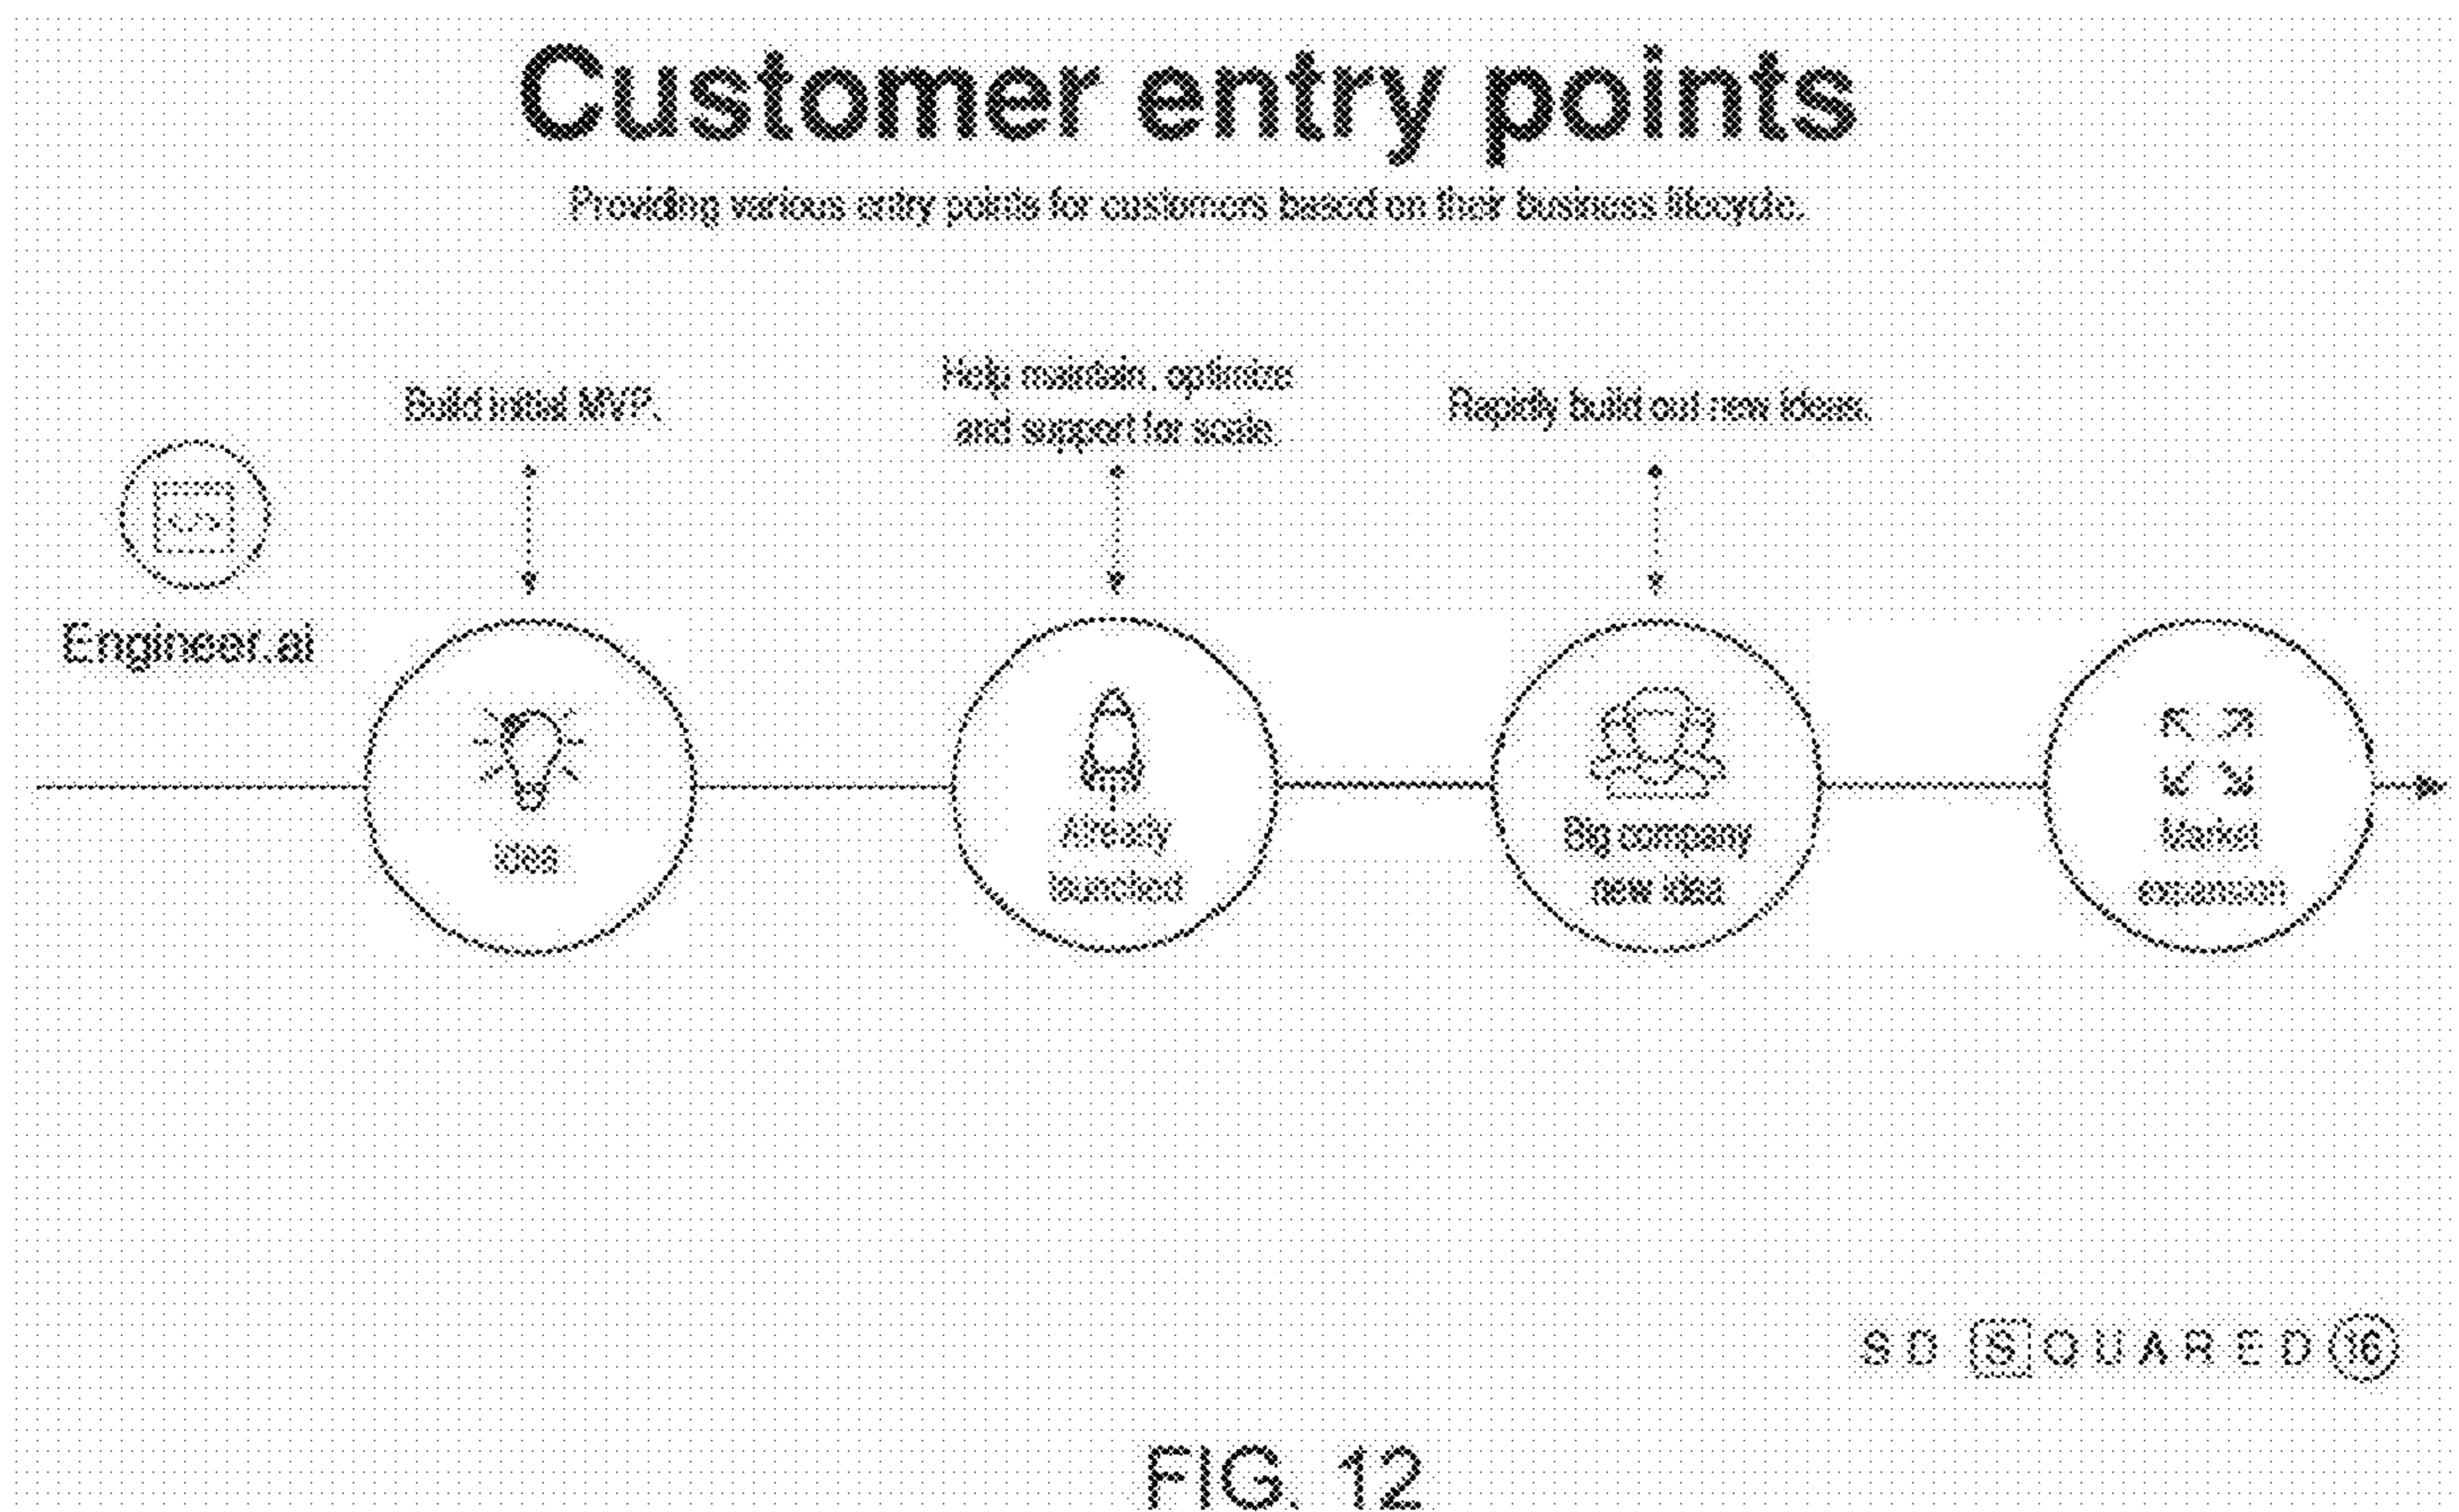 Customer entry points
Providing various entry points for customers based on their business lifecycle.
Build initial MVP.
Help maintain, optimize
and support for scale.
Rapidly build out new ideas.
Engineer.ai
Idea
Already
launched
Big company
new idea
Market
expansion
SD SQUARED 16
FIG. 12